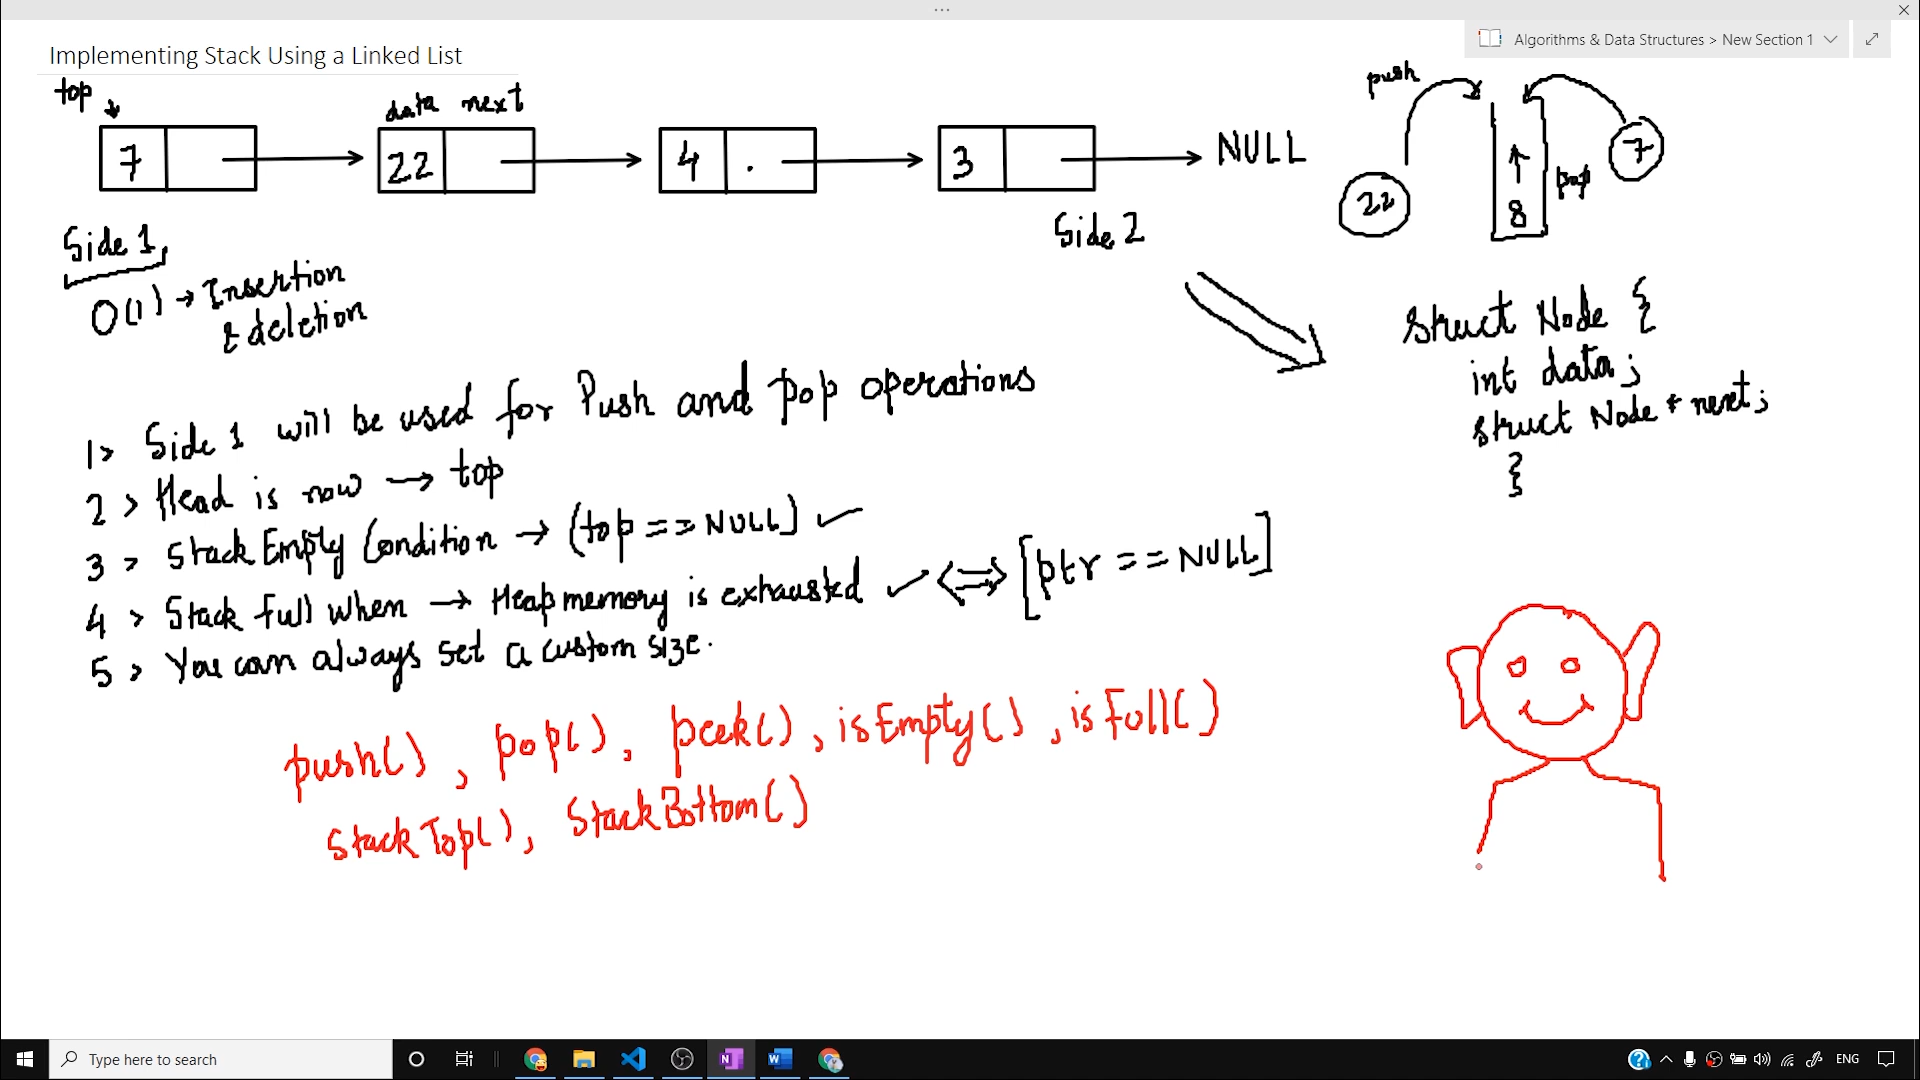 Implementing Stack Using a Linked List
Algorithms & Data Structures > New Section 1
top
data next
7
22
4 .
3
NULL
push
22
8
pop
7
Side 1
Side 2
O(1) → Insertion
& deletion
struct Node {
int data;
struct Node * next;
}
1> Side 1 will be used for Push and pop operations
2> Head is now → top
3> Stack Empty Condition → (top == NULL) ✓
4> Stack full when → Heap memory is exhausted ✓ ⇔ [ptr == NULL]
5> You can always set a custom size.
push(), pop(), peek(), isEmpty(), isFull()
stackTop(), StackBottom()
Type here to search
ENG